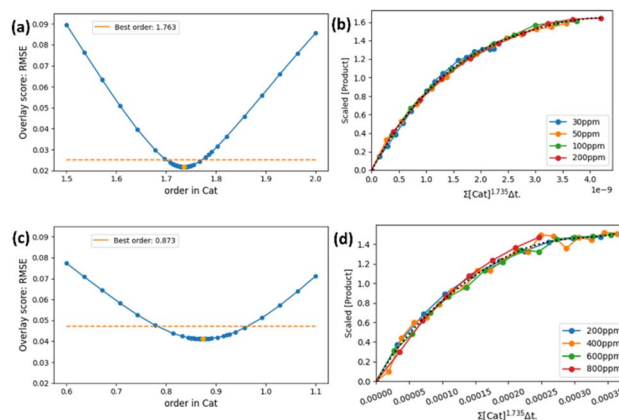 (a)
Best order: 1.763
Overlay score: RMSE
0.09
0.08
0.07
0.06
0.05
0.04
0.03
0.02
1.5 1.6 1.7 1.8 1.9 2.0
order in Cat
(b)
Scaled [Product]
1.6
1.4
1.2
1.0
0.8
0.6
0.4
0.2
0.0
30ppm
50ppm
100ppm
200ppm
0.0 0.5 1.0 1.5 2.0 2.5 3.0 3.5 4.0
1e-9
Σ[Cat]1.735Δt.
(c)
Best order: 0.873
Overlay score: RMSE
0.09
0.08
0.07
0.06
0.05
0.04
0.03
0.02
0.6 0.7 0.8 0.9 1.0 1.1
order in Cat
(d)
Scaled [Product]
1.6
1.4
1.2
1.0
0.8
0.6
0.4
0.2
0.0
200ppm
400ppm
600ppm
800ppm
0.00000 0.00005 0.00010 0.00015 0.00020 0.00025 0.00030
Σ[Cat]1.735Δt.